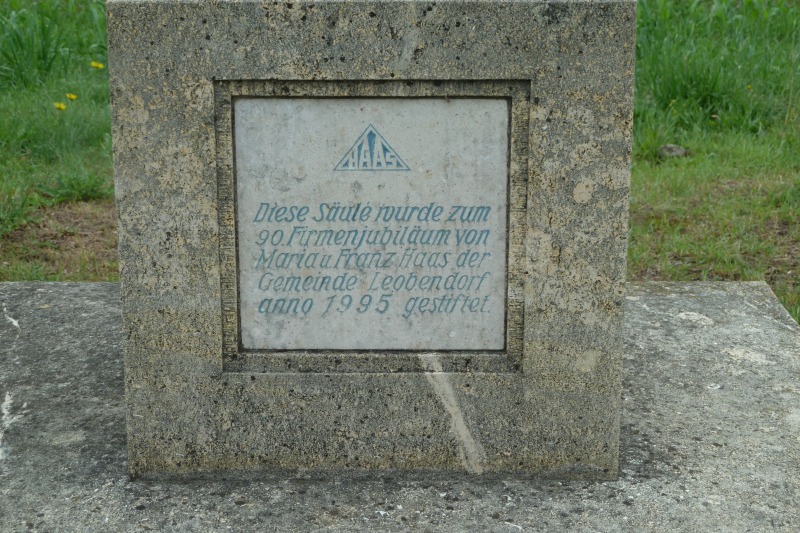 HAAS
Diese Säule wurde zum
90. Firmenjubiläum von
Maria u. Franz Haas der
Gemeinde Leobendorf
anno 1995 gestiftet.